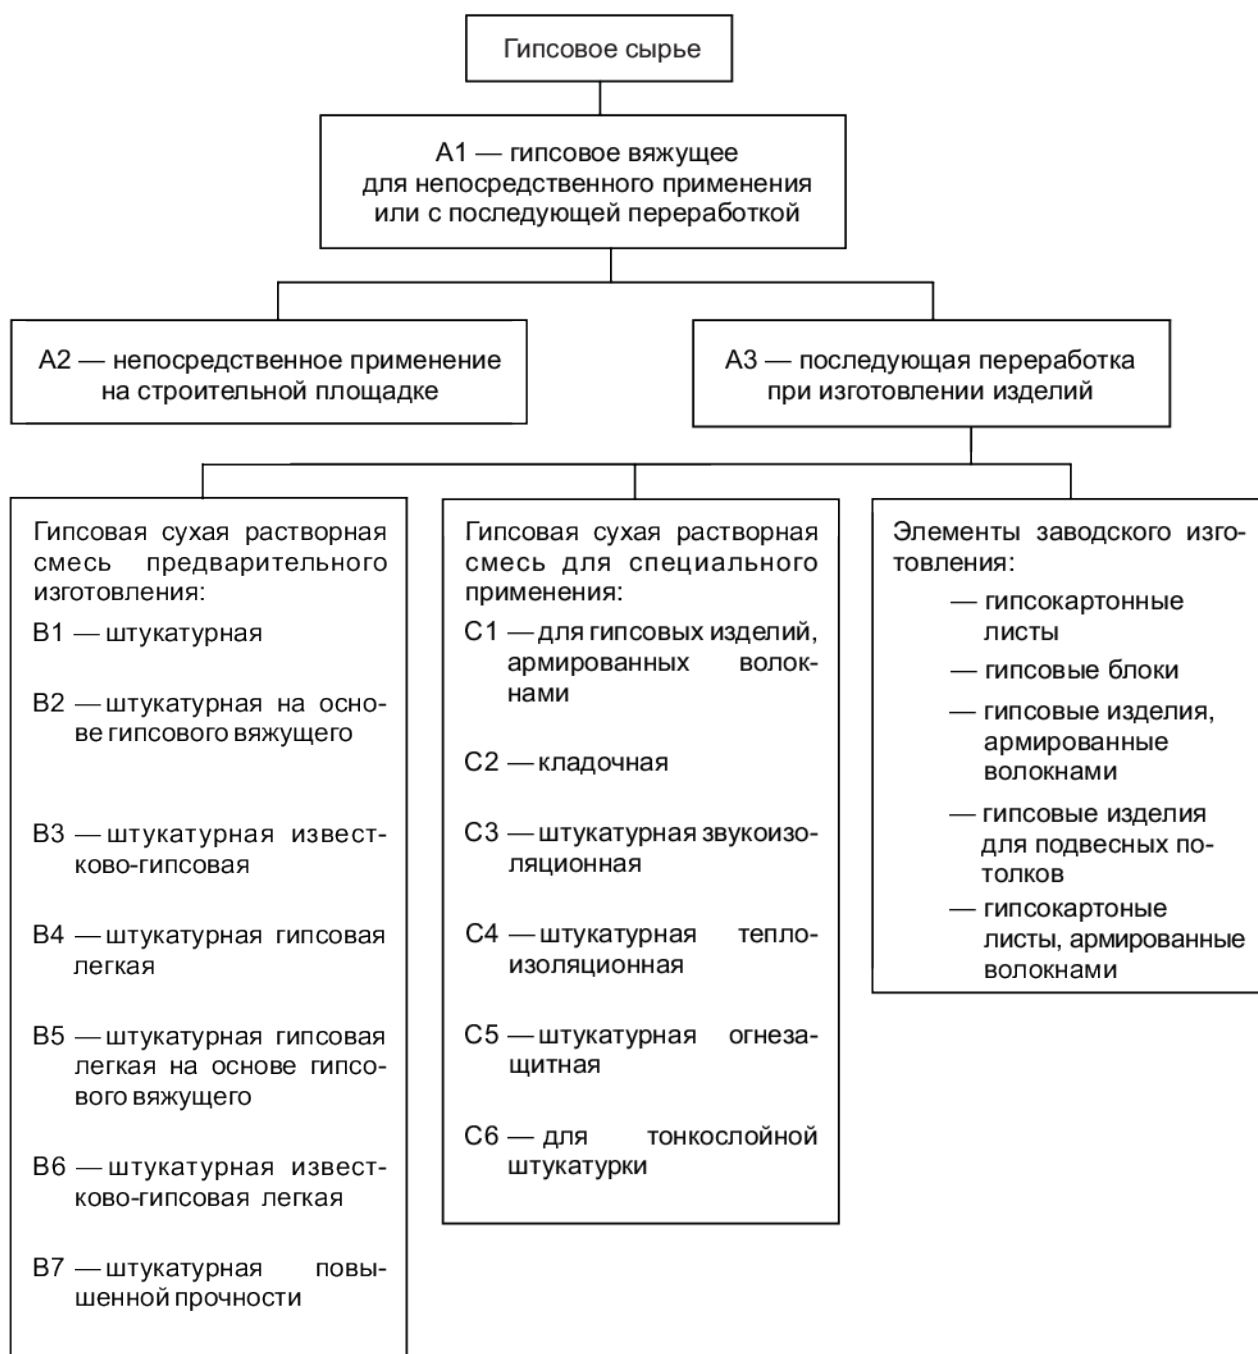 Гипсовое сырье
А1 — гипсовое вяжущее
для непосредственного применения
или с последующей переработкой
А2 — непосредственное применение
на строительной площадке
А3 — последующая переработка
при изготовлении изделий
Гипсовая сухая растворная
смесь предварительного
изготовления:
В1 — штукатурная
В2 — штукатурная на осно-
ве гипсового вяжущего
В3 — штукатурная извест-
ково-гипсовая
В4 — штукатурная гипсовая
легкая
В5 — штукатурная гипсовая
легкая на основе гипсо-
вого вяжущего
В6 — штукатурная извест-
ково-гипсовая легкая
В7 — штукатурная повы-
шенной прочности
Гипсовая сухая растворная
смесь для специального
применения:
С1 — для гипсовых изделий,
армированных волок-
нами
С2 — кладочная
С3 — штукатурная звукоизо-
ляционная
С4 — штукатурная тепло-
изоляционная
С5 — штукатурная огнеза-
щитная
С6 — для тонкослойной
штукатурки
Элементы заводского изго-
товления:
— гипсокартонные
листы
— гипсовые блоки
— гипсовые изделия,
армированные
волокнами
— гипсовые изделия
для подвесных по-
толков
— гипсокартоные
листы, армированные
волокнами